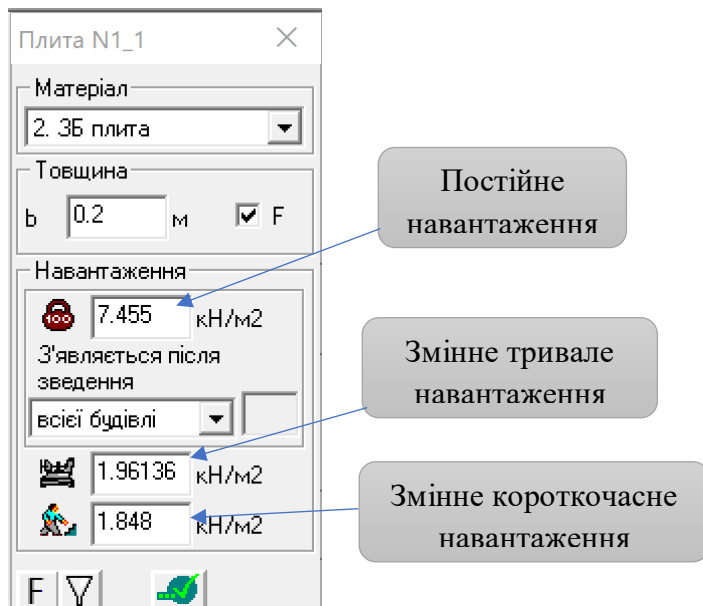 Плита N1_1
Матеріал
2. ЗБ плита
Товщина
b 0.2 м F
Постійне
навантаження
Навантаження
100 7.455 кН/м2
З'являється після
зведення
всієї будівлі
Змінне тривале
навантаження
1.96136 кН/м2
1.848 кН/м2
Змінне короткочасне
навантаження
F